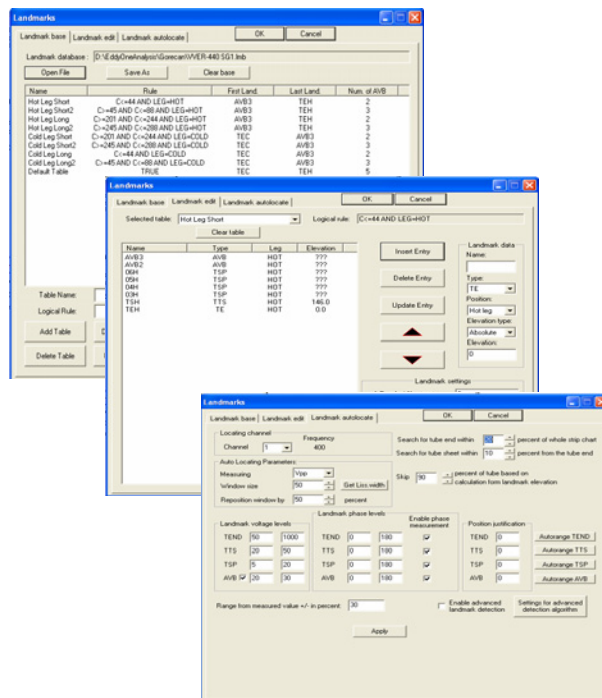 Landmarks
Landmark base Landmark edit Landmark autolocate OK Cancel
Landmark database: D:\EddyOneAnalysis\Gorecan\VVER-440:SG1.lmb
Open File Save As Clear base
Name Rule First Land. Last Land. Num. of AVB
Hot Leg Short C<=44 AND LEG=HOT AVB3 TEH 2
Hot Leg Short2 C>=45 AND C<=88 AND LEG=HOT AVB3 TEH 3
Hot Leg Long C>=201 AND C<=244 AND LEG=HOT AVB3 TEH 2
Hot Leg Long2 C>=245 AND C<=288 AND LEG=HOT AVB3 TEH 3
Cold Leg Short C>=201 AND C<=244 AND LEG=COLD TEC AVB3 2
Cold Leg Short2 C>=245 AND C<=288 AND LEG=COLD TEC AVB3 3
Cold Leg Long C<=44 AND LEG=COLD TEC AVB3 2
Cold Leg Long2 C>=45 AND C<=88 AND LEG=COLD TEC AVB3 3
Default Table TRUE TEC TEH 5
Table Name:
Logical Rule:
Add Table
Delete Table
Landmarks
Landmark base Landmark edit Landmark autolocate OK Cancel
Selected table: Hot Leg Short Logical rule: C<=44 AND LEG=HOT
Clear table
Name Type Leg Elevation
AVB3 AVB HOT ???
AVB2 AVB HOT ???
06H TSP HOT ???
05H TSP HOT ???
04H TSP HOT ???
03H TSP HOT ???
TSH TTS HOT 146.0
TEH TE HOT 0.0
Insert Entry
Delete Entry
Update Entry
Landmark data
Name:
Type:
TE
Position:
Hot leg
Elevation type:
Absolute
Elevation:
0
Landmark settings
Landmarks
Landmark base Landmark edit Landmark autolocate OK Cancel
Locating channel
Channel 1 Frequency 400
Search for tube end within 20 percent of whole strip chart
Search for tube sheet within 10 percent from the tube end
Auto Locating Parameters:
Measuring Vpp
Window size 50 Get Liss width
Reposition window by 50 percent
Skip 90 percent of tube based on calculation form landmark elevation
Landmark voltage levels
TEND 50 1000
TTS 20 50
TSP 5 20
AVB 20 30
Landmark phase levels Enable phase measurement
TEND 0 180
TTS 0 180
TSP 0 180
AVB 0 180
Position justification
TEND 0 Autorange TEND
TTS 0 Autorange TTS
TSP 0 Autorange TSP
AVB 0 Autorange AVB
Range from measured value +/- in percent: 30
Enable advanced landmark detection
Settings for advanced detection algorithm
Apply